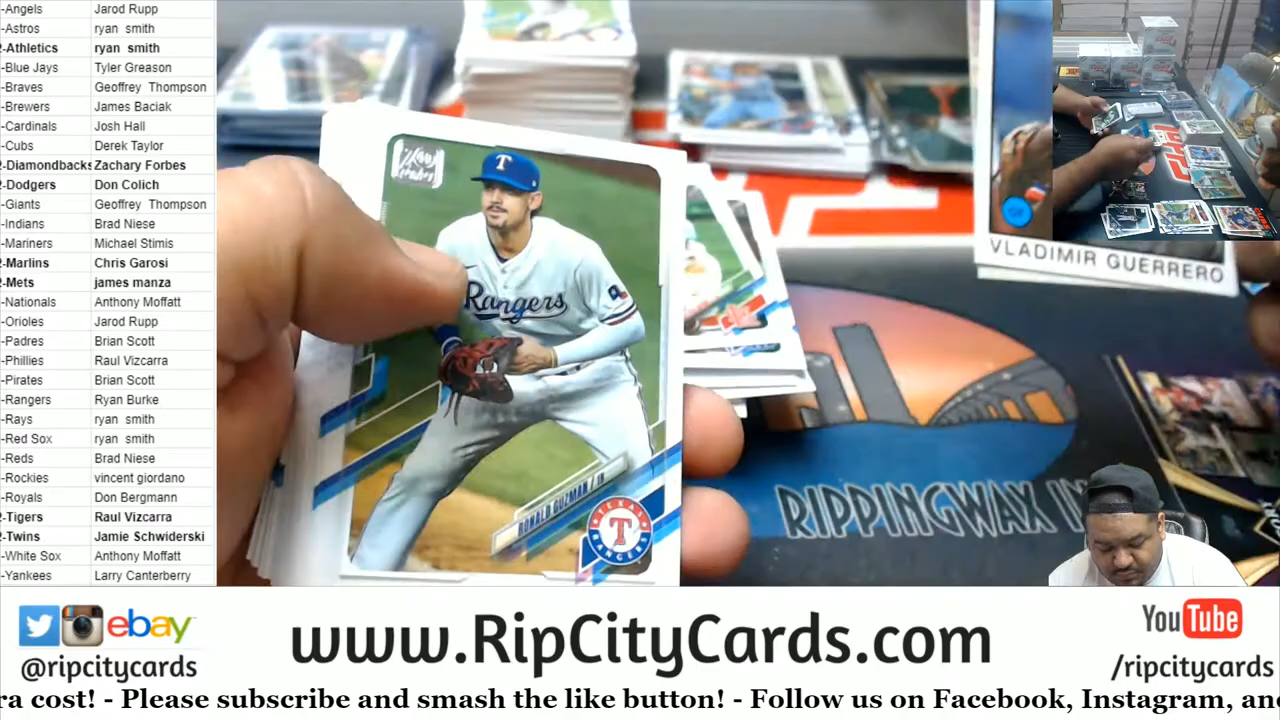 -Angels Jarod Rupp
-Astros ryan smith
-Athletics ryan smith
-Blue Jays Tyler Greason
-Braves Geoffrey Thompson
-Brewers James Baciak
-Cardinals Josh Hall
-Cubs Derek Taylor
-Diamondbacks Zachary Forbes
-Dodgers Don Colich
-Giants Geoffrey Thompson
-Indians Brad Niese
-Mariners Michael Stimis
-Marlins Chris Garosi
-Mets james manza
-Nationals Anthony Moffatt
-Orioles Jarod Rupp
-Padres Brian Scott
-Phillies Raul Vizcarra
-Pirates Brian Scott
-Rangers Ryan Burke
-Rays ryan smith
-Red Sox ryan smith
-Reds Brad Niese
-Rockies vincent giordano
-Royals Don Bergmann
-Tigers Raul Vizcarra
-Twins Jamie Schwiderski
-White Sox Anthony Moffatt
-Yankees Larry Canterberry
T
Rangers
RONALD GUZMAN / 1B
TEXAS
T
RANGERS
VLADIMIR GUERRERO
RIPPINGWAX
ebay
@ripcitycards
www.RipCityCards.com
YouTube
/ripcitycards
ra cost! - Please subscribe and smash the like button! - Follow us on Facebook, Instagram, and